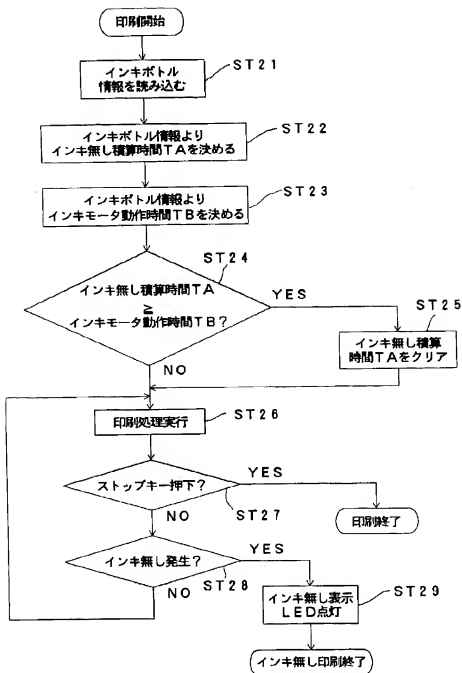 印刷開始
インキボトル
情報を読み込む
ST21
インキボトル情報より
インキ無し積算時間TAを決める
ST22
インキボトル情報より
インキモータ動作時間TBを決める
ST23
インキ無し積算時間TA
≧
インキモータ動作時間TB?
ST24
YES
NO
インキ無し積算
時間TAをクリア
ST25
印刷処理実行
ST26
ストップキー押下?
ST27
YES
NO
印刷終了
インキ無し発生?
ST28
YES
NO
インキ無し表示
LED点灯
ST29
インキ無し印刷終了